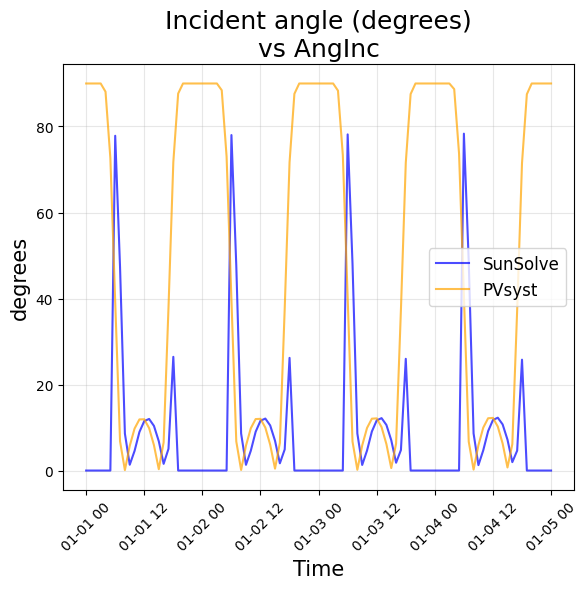 Incident angle (degrees)
vs AngInc
degrees
80
60
40
20
0
SunSolve
PVsyst
01-01 00
01-01 12
01-02 00
01-02 12
01-03 00
01-03 12
01-04 00
01-04 12
01-05 00
Time